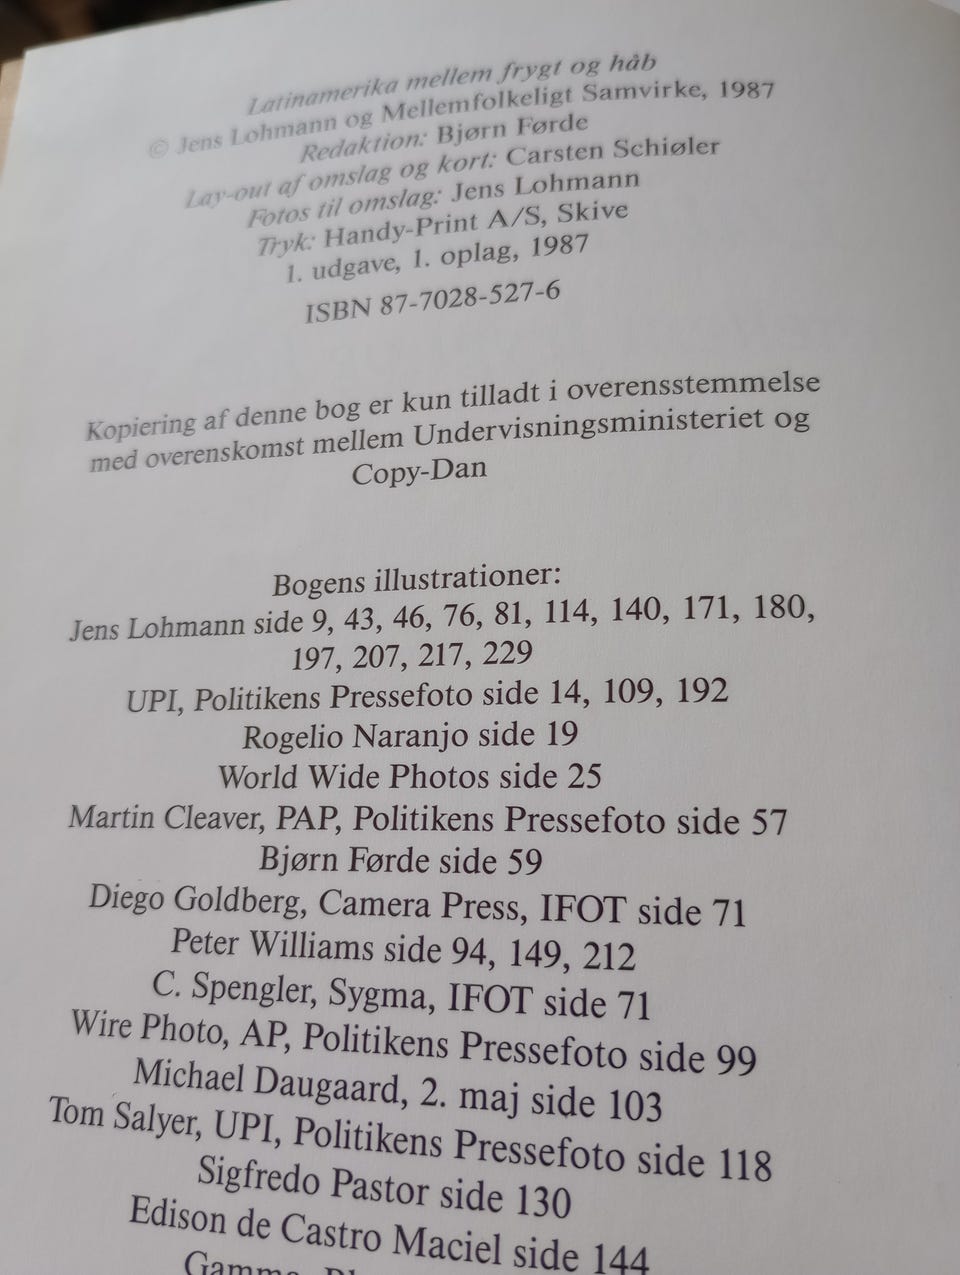 Latinamerika mellem frygt og håb
© Jens Lohmann og Mellemfolkeligt Samvirke, 1987
Redaktion: Bjørn Førde
Lay-out af omslag og kort: Carsten Schiøler
Fotos til omslag: Jens Lohmann
Tryk: Handy-Print A/S, Skive
1. udgave, 1. oplag, 1987
ISBN 87-7028-527-6
Kopiering af denne bog er kun tilladt i overensstemmelse
med overenskomst mellem Undervisningsministeriet og
Copy-Dan
Bogens illustrationer:
Jens Lohmann side 9, 43, 46, 76, 81, 114, 140, 171, 180,
197, 207, 217, 229
UPI, Politikens Pressefoto side 14, 109, 192
Rogelio Naranjo side 19
World Wide Photos side 25
Martin Cleaver, PAP, Politikens Pressefoto side 57
Bjørn Førde side 59
Diego Goldberg, Camera Press, IFOT side 71
Peter Williams side 94, 149, 212
C. Spengler, Sygma, IFOT side 71
Wire Photo, AP, Politikens Pressefoto side 99
Michael Daugaard, 2. maj side 103
Tom Salyer, UPI, Politikens Pressefoto side 118
Sigfredo Pastor side 130
Edison de Castro Maciel side 144